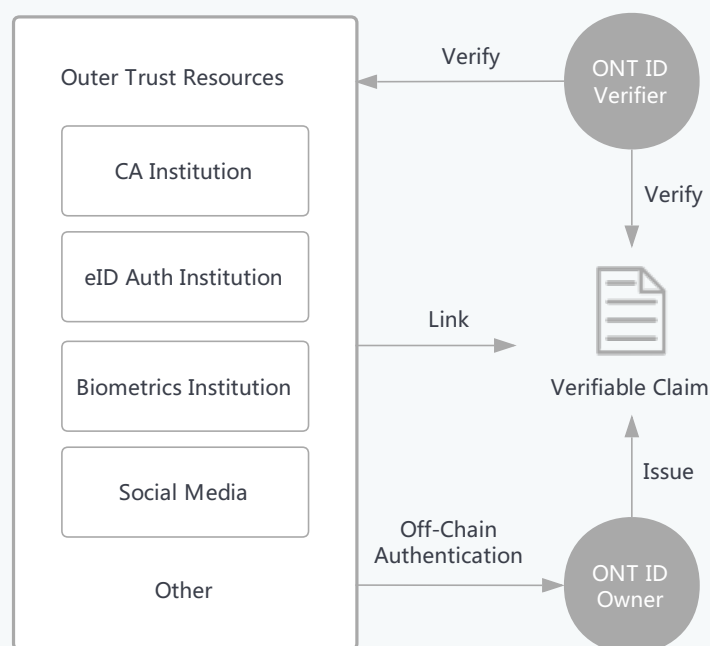 Outer Trust Resources
CA Institution
eID Auth Institution
Biometrics Institution
Social Media
Other
Verify
ONT ID
Verifier
Verify
Link
Verifiable Claim
Issue
Off-Chain
Authentication
ONT ID
Owner